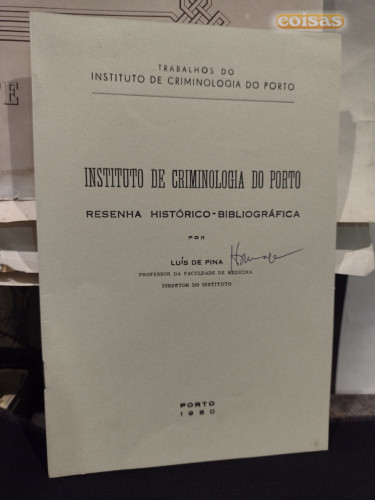 coisas
TRABALHOS DO
INSTITUTO DE CRIMINOLOGIA DO PORTO
INSTITUTO DE CRIMINOLOGIA DO PORTO
RESENHA HISTÓRICO-BIBLIOGRÁFICA
POR
LUÍS DE PINA
PROFESSOR DA FACULDADE DE MEDICINA
DIRECTOR DO INSTITUTO
PORTO
1960